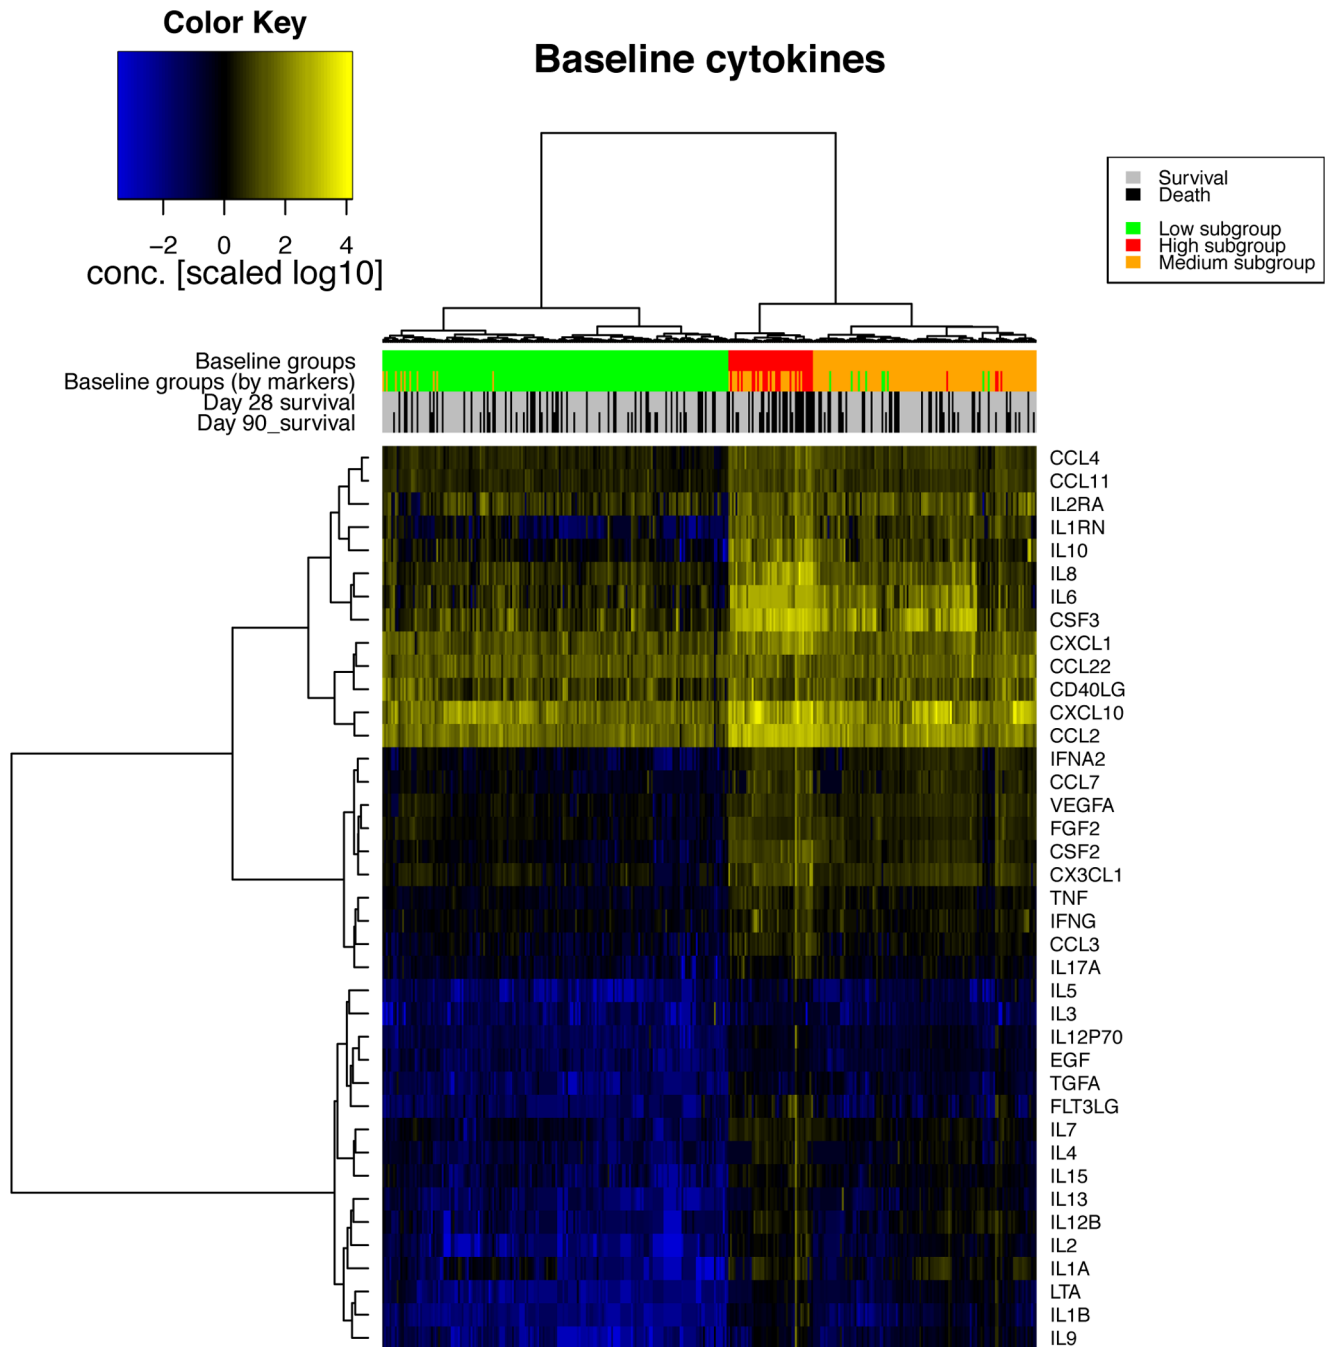 Color Key
Baseline cytokines
−2 0 2 4
conc. [scaled log10]
Survival
Death
Low subgroup
High subgroup
Medium subgroup
Baseline groups
Baseline groups (by markers)
Day 28 survival
Day 90_survival
CCL4
CCL11
IL2RA
IL1RN
IL10
IL8
IL6
CSF3
CXCL1
CCL22
CD40LG
CXCL10
CCL2
IFNA2
CCL7
VEGFA
FGF2
CSF2
CX3CL1
TNF
IFNG
CCL3
IL17A
IL5
IL3
IL12P70
EGF
TGFA
FLT3LG
IL7
IL4
IL15
IL13
IL12B
IL2
IL1A
LTA
IL1B
IL9